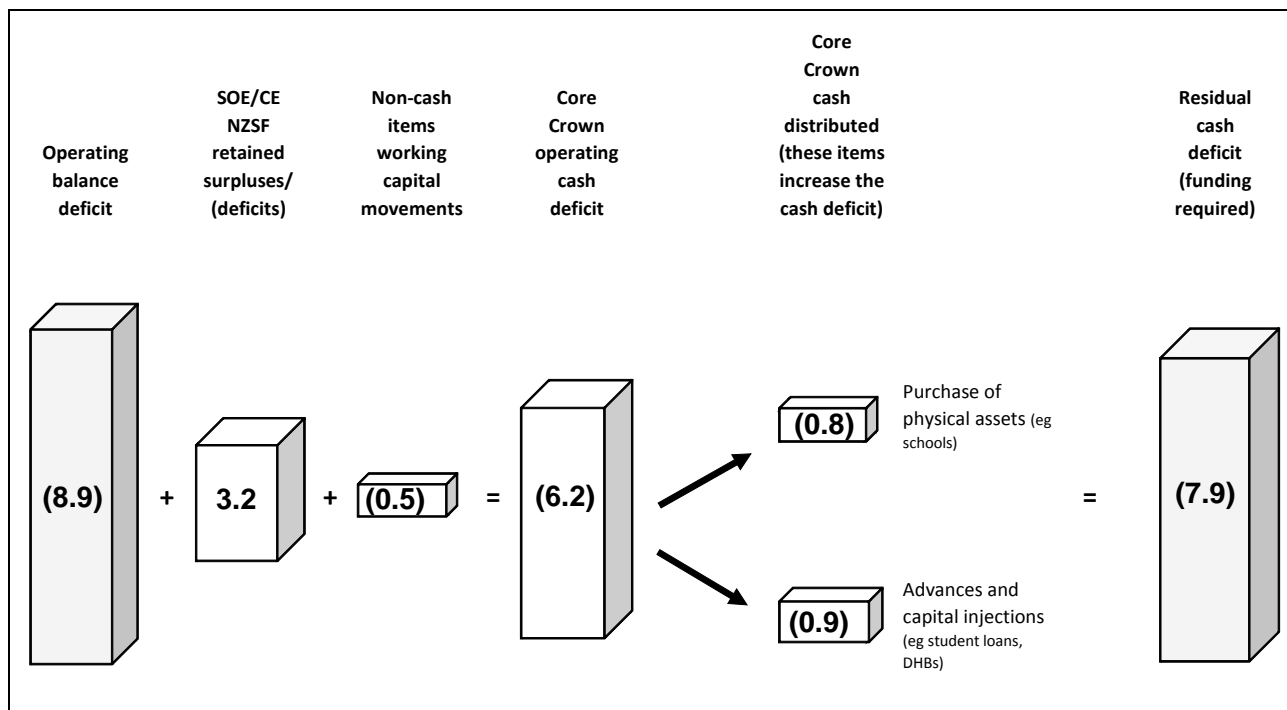 Operating
balance
deficit
SOE/CE
NZSF
retained
surpluses/
(deficits)
Non-cash
items
working
capital
movements
Core
Crown
operating
cash
deficit
Core
Crown
cash
distributed
(these items
increase the
cash deficit)
Residual
cash
deficit
(funding
required)
(8.9) + 3.2 + (0.5) = (6.2)
(0.8)
Purchase of
physical assets (eg
schools)
(0.9)
Advances and
capital injections
(eg student loans,
DHBs)
= (7.9)